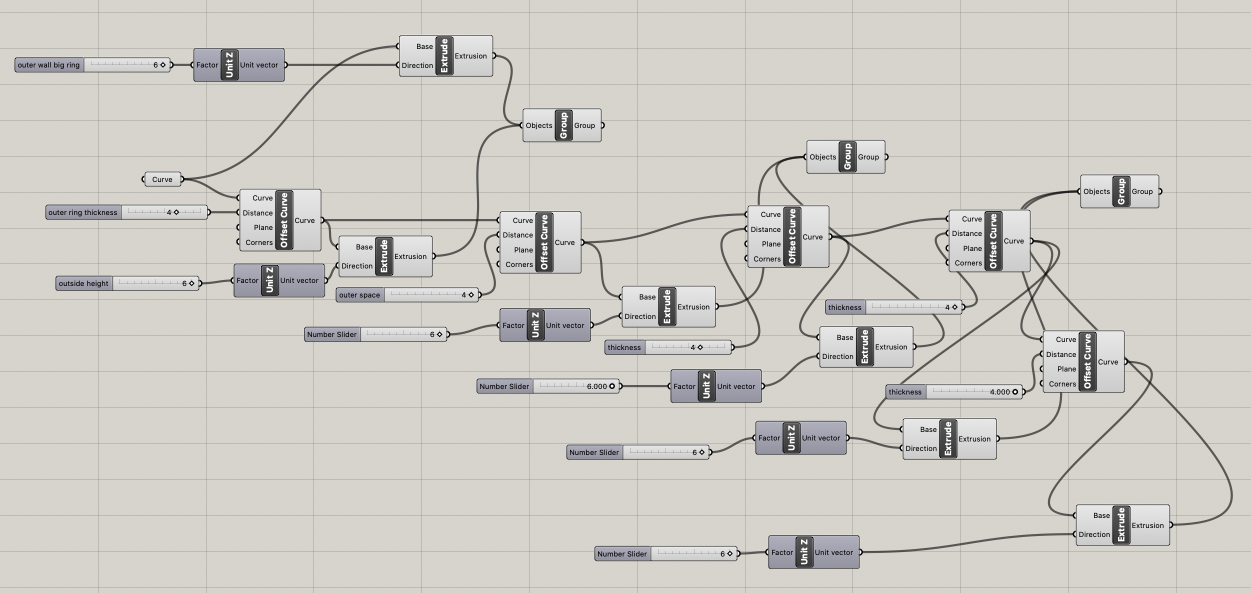 Base
Extrude
Extrusion
Direction
outer wall big ring
6
Factor
Unit Z
Unit vector
Objects
Group
Group
Curve
outer ring thickness
4
Curve
Distance
Plane
Corners
Offset Curve
Curve
Base
Direction
Extrude
Extrusion
outside height
6
Factor
Unit Z
Unit vector
outer space
4
Curve
Distance
Plane
Corners
Offset Curve
Curve
Number Slider
6
Factor
Unit Z
Unit vector
Base
Direction
Extrude
Extrusion
thickness
4
Number Slider
6.000
Factor
Unit Z
Unit vector
Objects
Group
Group
Curve
Distance
Plane
Corners
Offset Curve
Curve
Base
Direction
Extrude
Extrusion
thickness
4
Objects
Group
Group
Curve
Distance
Plane
Corners
Offset Curve
Curve
thickness
4.000
Curve
Distance
Plane
Corners
Offset Curve
Curve
Number Slider
6
Factor
Unit Z
Unit vector
Base
Direction
Extrude
Extrusion
Number Slider
6
Factor
Unit Z
Unit vector
Base
Direction
Extrude
Extrusion